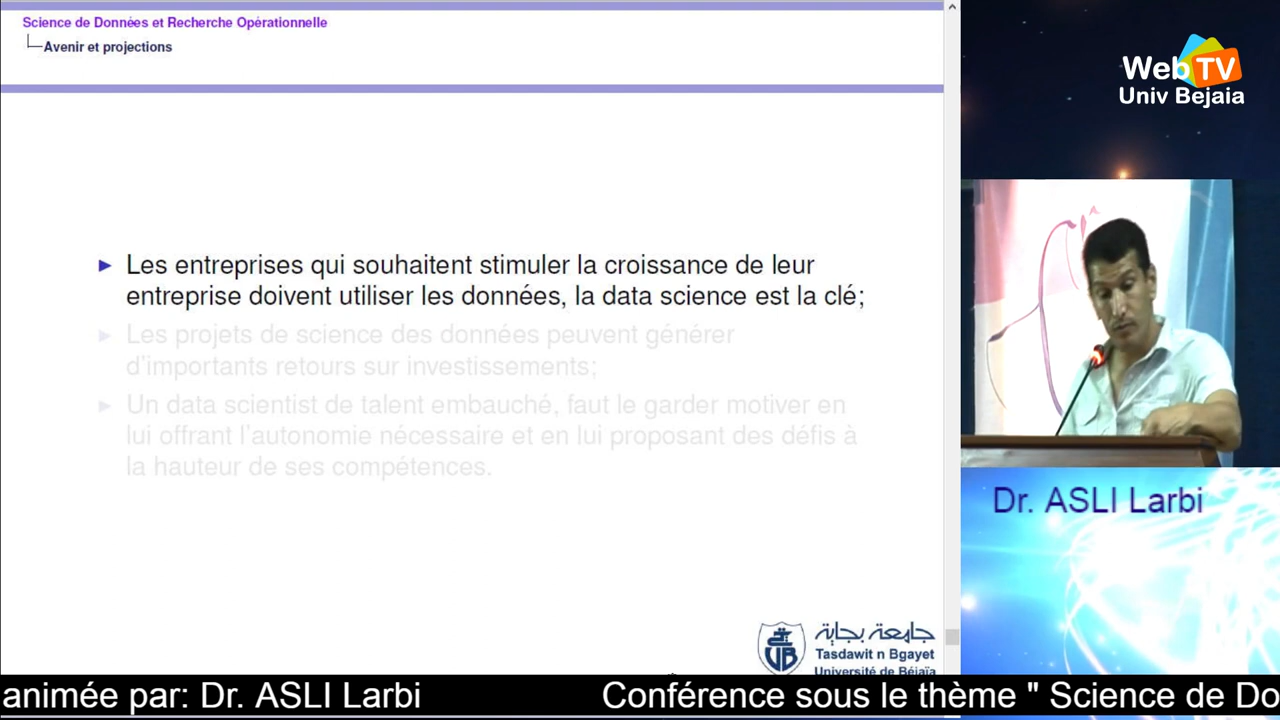 Science de Données et Recherche Opérationnelle
Avenir et projections
Web TV
Univ Bejaia
Les entreprises qui souhaitent stimuler la croissance de leur
entreprise doivent utiliser les données, la data science est la clé;
Les projets de science des données peuvent générer
d'importants retours sur investissements;
Un data scientist de talent embauché, faut le garder motiver en
lui offrant l'autonome nécessaire et en lui proposant des défis à
la hauteur de ses compétences.
Dr. ASLI Larbi
جامعة بجاية
Tasdawit n Bgayet
Université de Béjaïa
animée par: Dr. ASLI Larbi Conférence sous le thème " Science de Do